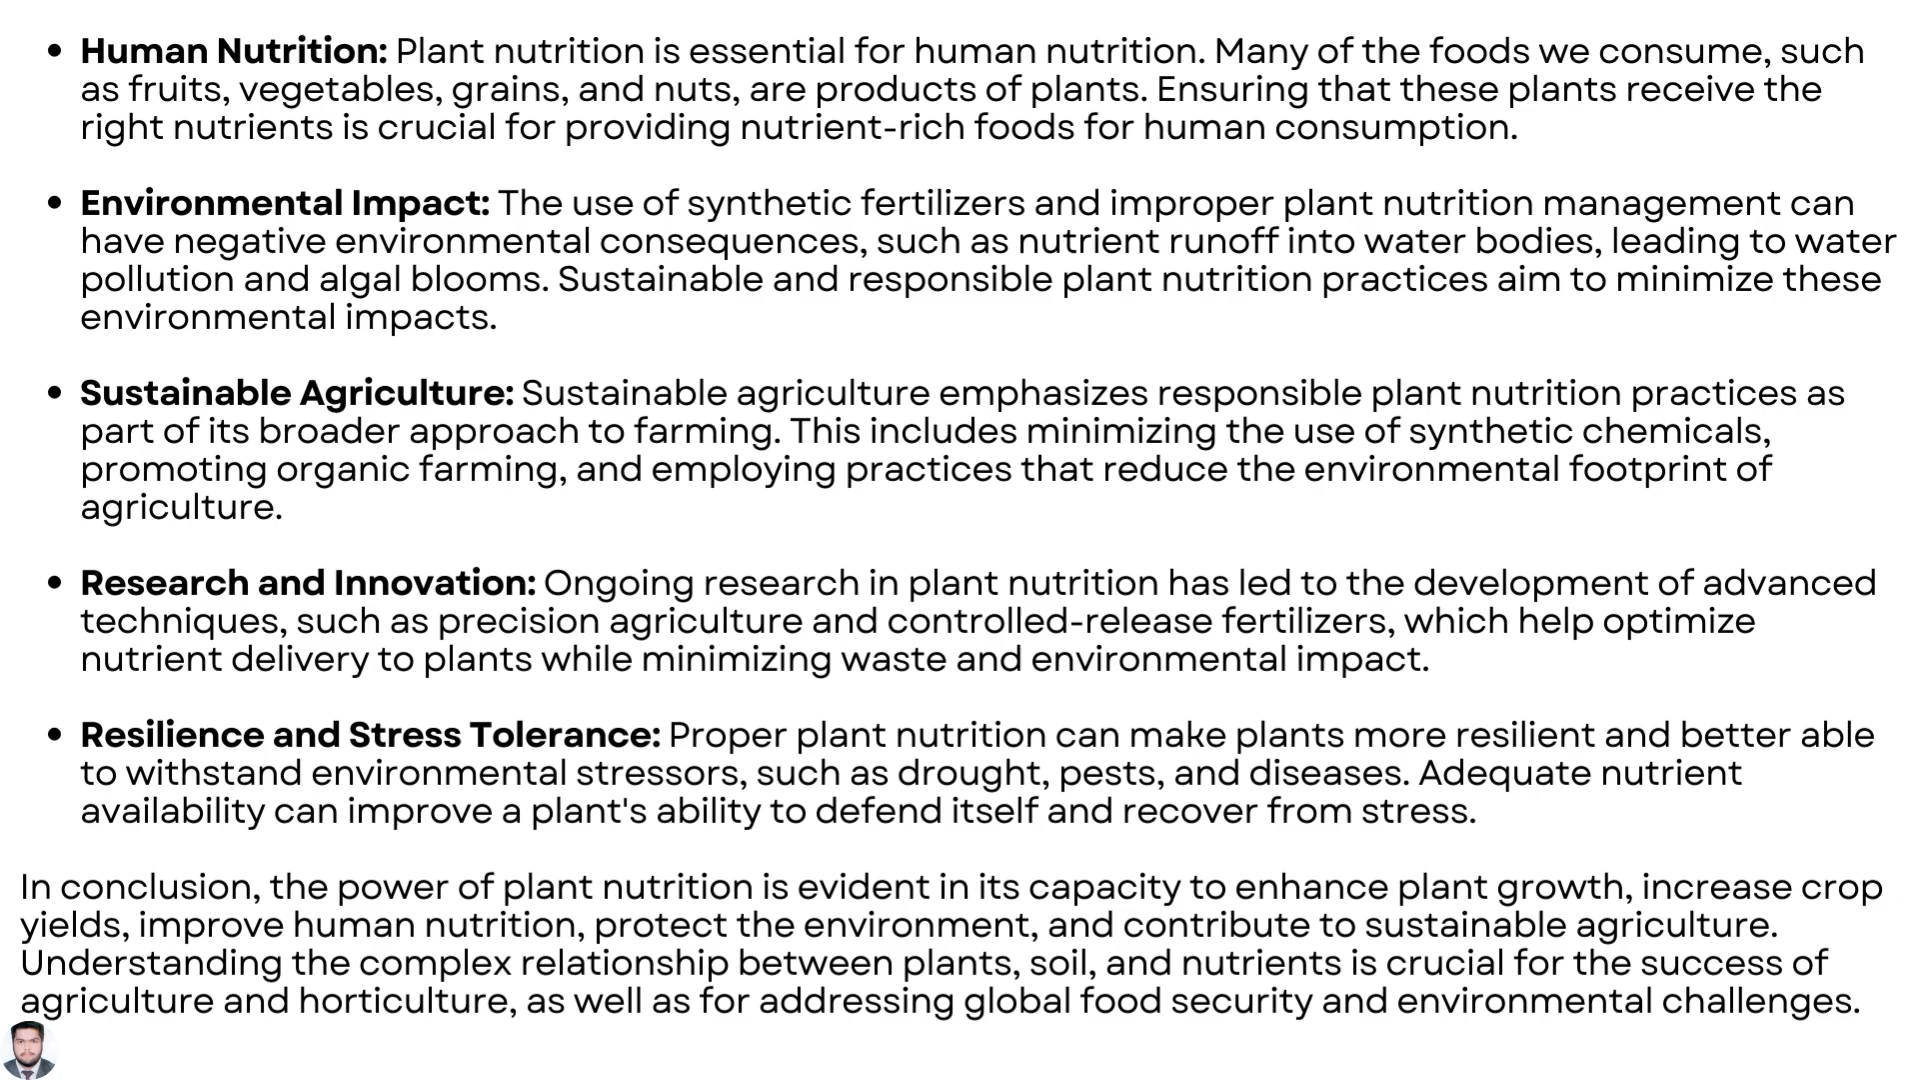 • Human Nutrition: Plant nutrition is essential for human nutrition. Many of the foods we consume, such
as fruits, vegetables, grains, and nuts, are products of plants. Ensuring that these plants receive the
right nutrients is crucial for providing nutrient-rich foods for human consumption.
• Environmental Impact: The use of synthetic fertilizers and improper plant nutrition management can
have negative environmental consequences, such as nutrient runoff into water bodies, leading to water
pollution and algal blooms. Sustainable and responsible plant nutrition practices aim to minimize these
environmental impacts.
• Sustainable Agriculture: Sustainable agriculture emphasizes responsible plant nutrition practices as
part of its broader approach to farming. This includes minimizing the use of synthetic chemicals,
promoting organic farming, and employing practices that reduce the environmental footprint of
agriculture.
• Research and Innovation: Ongoing research in plant nutrition has led to the development of advanced
techniques, such as precision agriculture and controlled-release fertilizers, which help optimize
nutrient delivery to plants while minimizing waste and environmental impact.
• Resilience and Stress Tolerance: Proper plant nutrition can make plants more resilient and better able
to withstand environmental stressors, such as drought, pests, and diseases. Adequate nutrient
availability can improve a plant's ability to defend itself and recover from stress.
In conclusion, the power of plant nutrition is evident in its capacity to enhance plant growth, increase crop
yields, improve human nutrition, protect the environment, and contribute to sustainable agriculture.
Understanding the complex relationship between plants, soil, and nutrients is crucial for the success of
agriculture and horticulture, as well as for addressing global food security and environmental challenges.